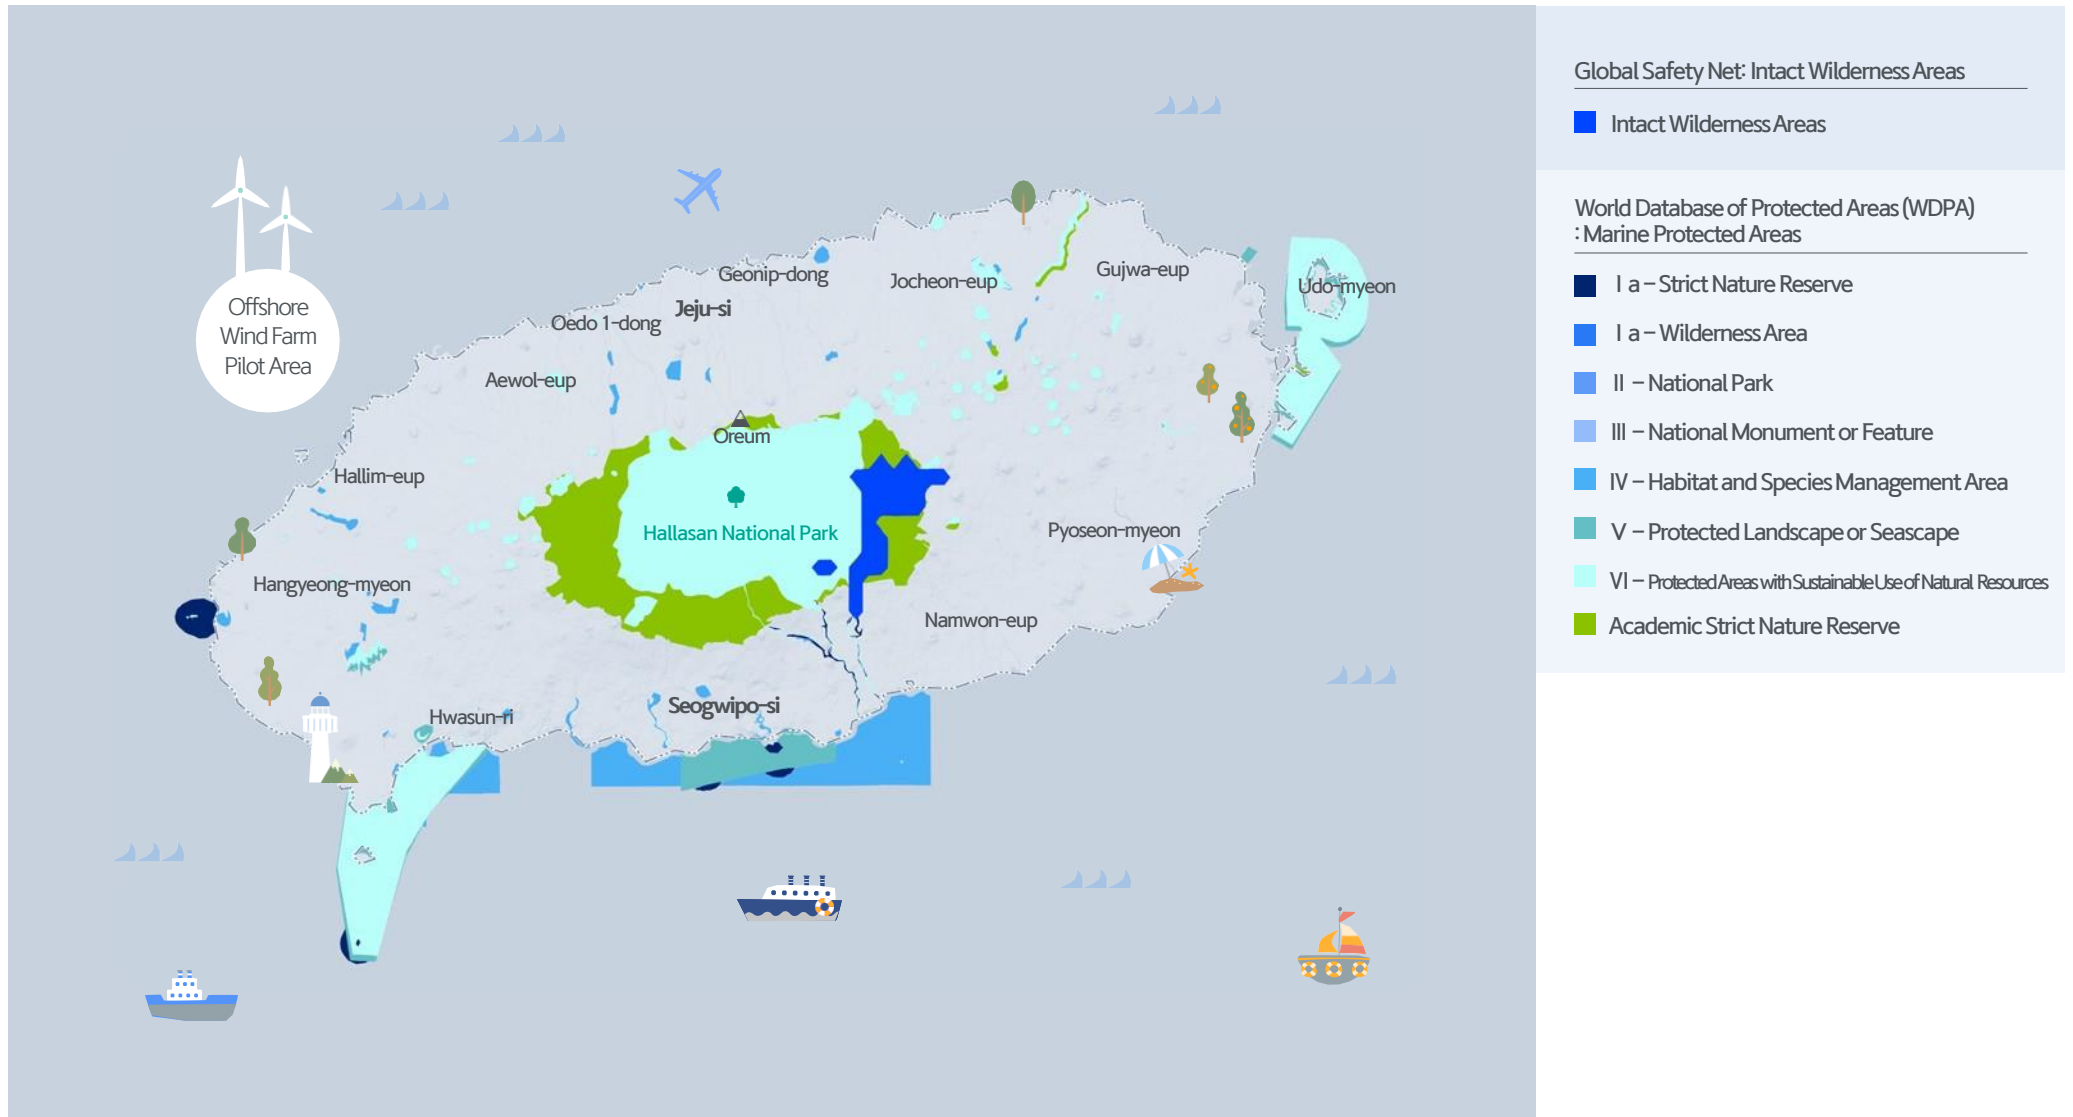 Global Safety Net: Intact Wilderness Areas
Intact Wilderness Areas
World Database of Protected Areas (WDPA)
: Marine Protected Areas
Ⅰ a – Strict Nature Reserve
Ⅰ a – Wilderness Area
Ⅱ – National Park
Ⅲ – National Monument or Feature
Ⅳ – Habitat and Species Management Area
Ⅴ – Protected Landscape or Seascape
Ⅵ – Protected Areas with Sustainable Use of Natural Resources
Academic Strict Nature Reserve
Offshore
Wind Farm
Pilot Area
Geonip-dong
Jocheon-eup
Gujwa-eup
Udo-myeon
Jeju-si
Oedo 1-dong
Aewol-eup
Oreum
Hallim-eup
Hallasan National Park
Pyoseon-myeon
Hangyeong-myeon
Namwon-eup
Seogwipo-si
Hwasun-ri